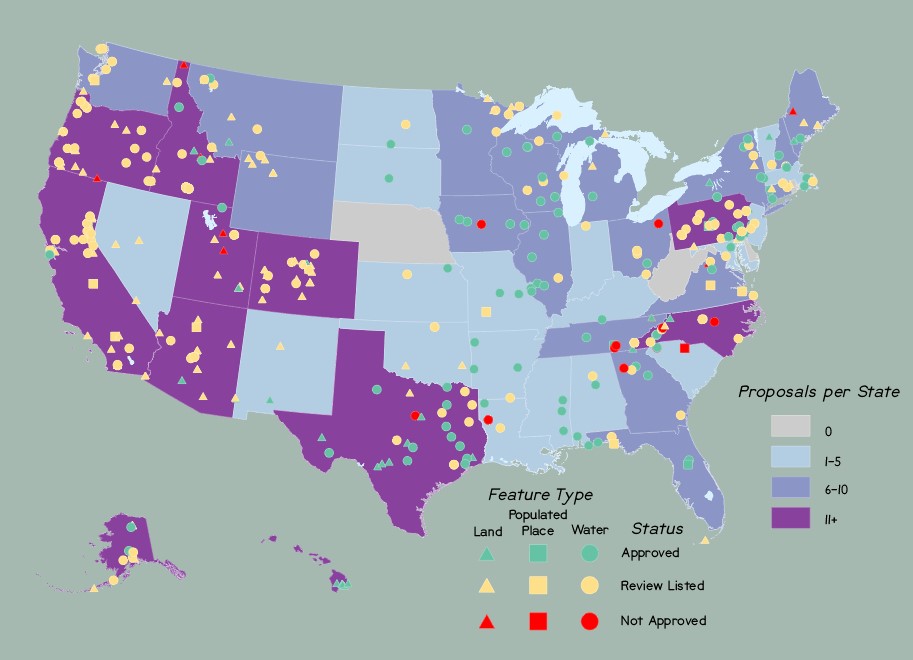 Proposals per State
0
1-5
6-10
11+
Feature Type
Land
Populated
Place
Water
Status
Approved
Review Listed
Not Approved